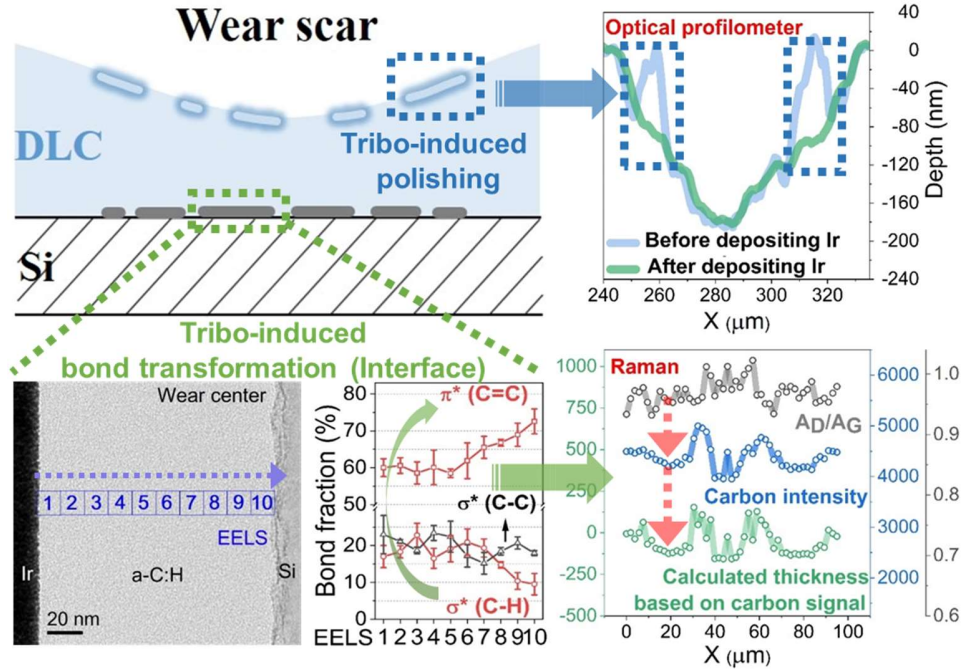 Wear scar
DLC
Tribo-induced
polishing
Si
Tribo-induced
bond transformation (Interface)
Optical profilometer
40
0
-40
-80
-120
-160
-200
-240
Depth (nm)
Before depositing Ir
After depositing Ir
240 260 280 300 320
X (μm)
Wear center
1 2 3 4 5 6 7 8 9 10
EELS
Ir
a-C:H
Si
20 nm
Bond fraction (%)
80
70
60
50
30
20
10
π* (C=C)
σ* (C-C)
σ* (C-H)
EELS 1 2 3 4 5 6 7 8 9 10
Raman
1000
750
500
250
0
-250
-500
6000
5000
4000
3000
2000
1.0
0.9
0.8
0.7
0.6
AD/AG
Carbon intensity
Calculated thickness
based on carbon signal
0 20 40 60 80 100
X (μm)